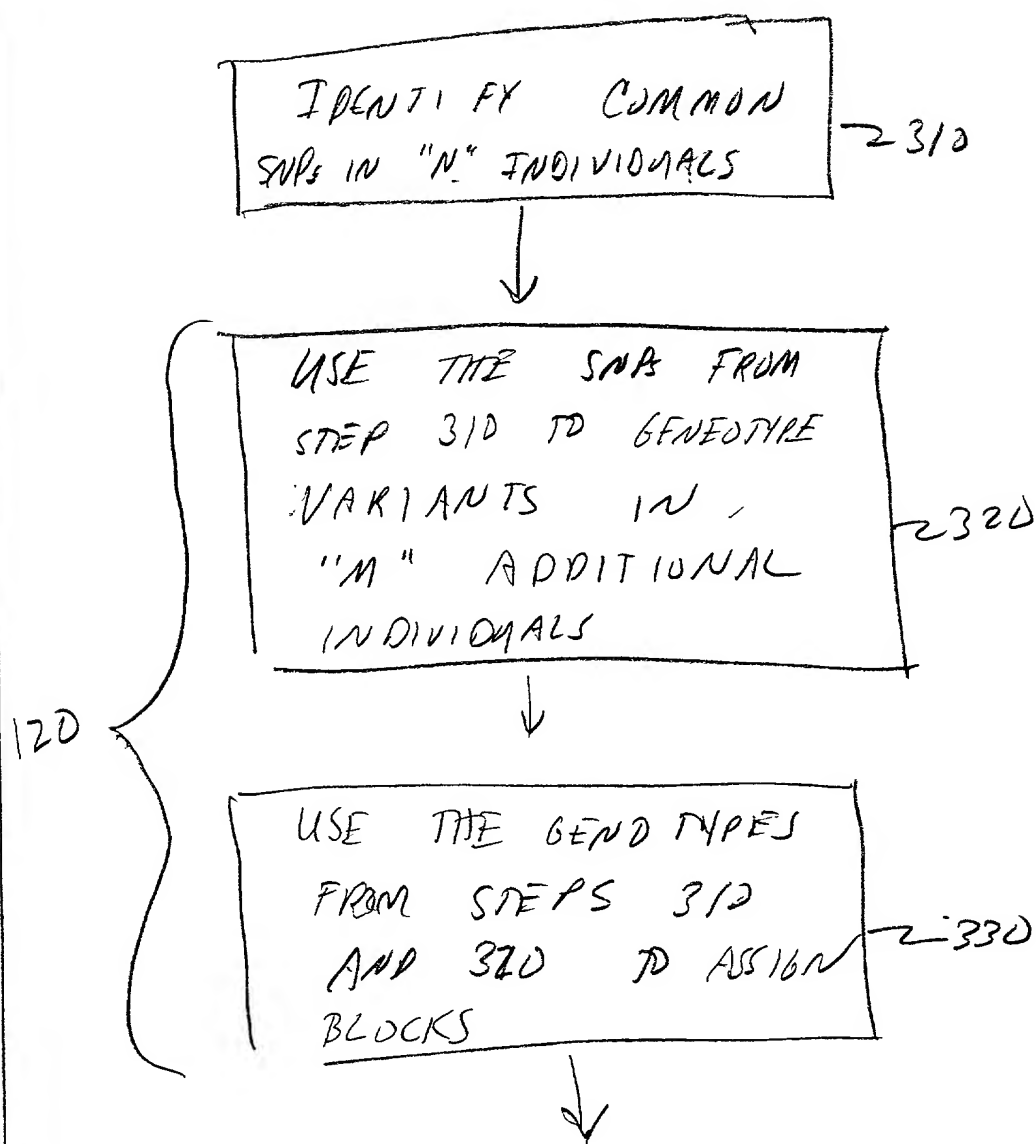 IDENTIFY COMMON
SNPs IN "N" INDIVIDUALS
310
USE THE SNPs FROM
STEP 310 TO GENEOTYPE
VARIANTS IN
"M" ADDITIONAL
INDIVIDUALS
320
120
USE THE GENOTYPES
FROM STEPS 310
AND 320 TO ASSIGN
BLOCKS
330